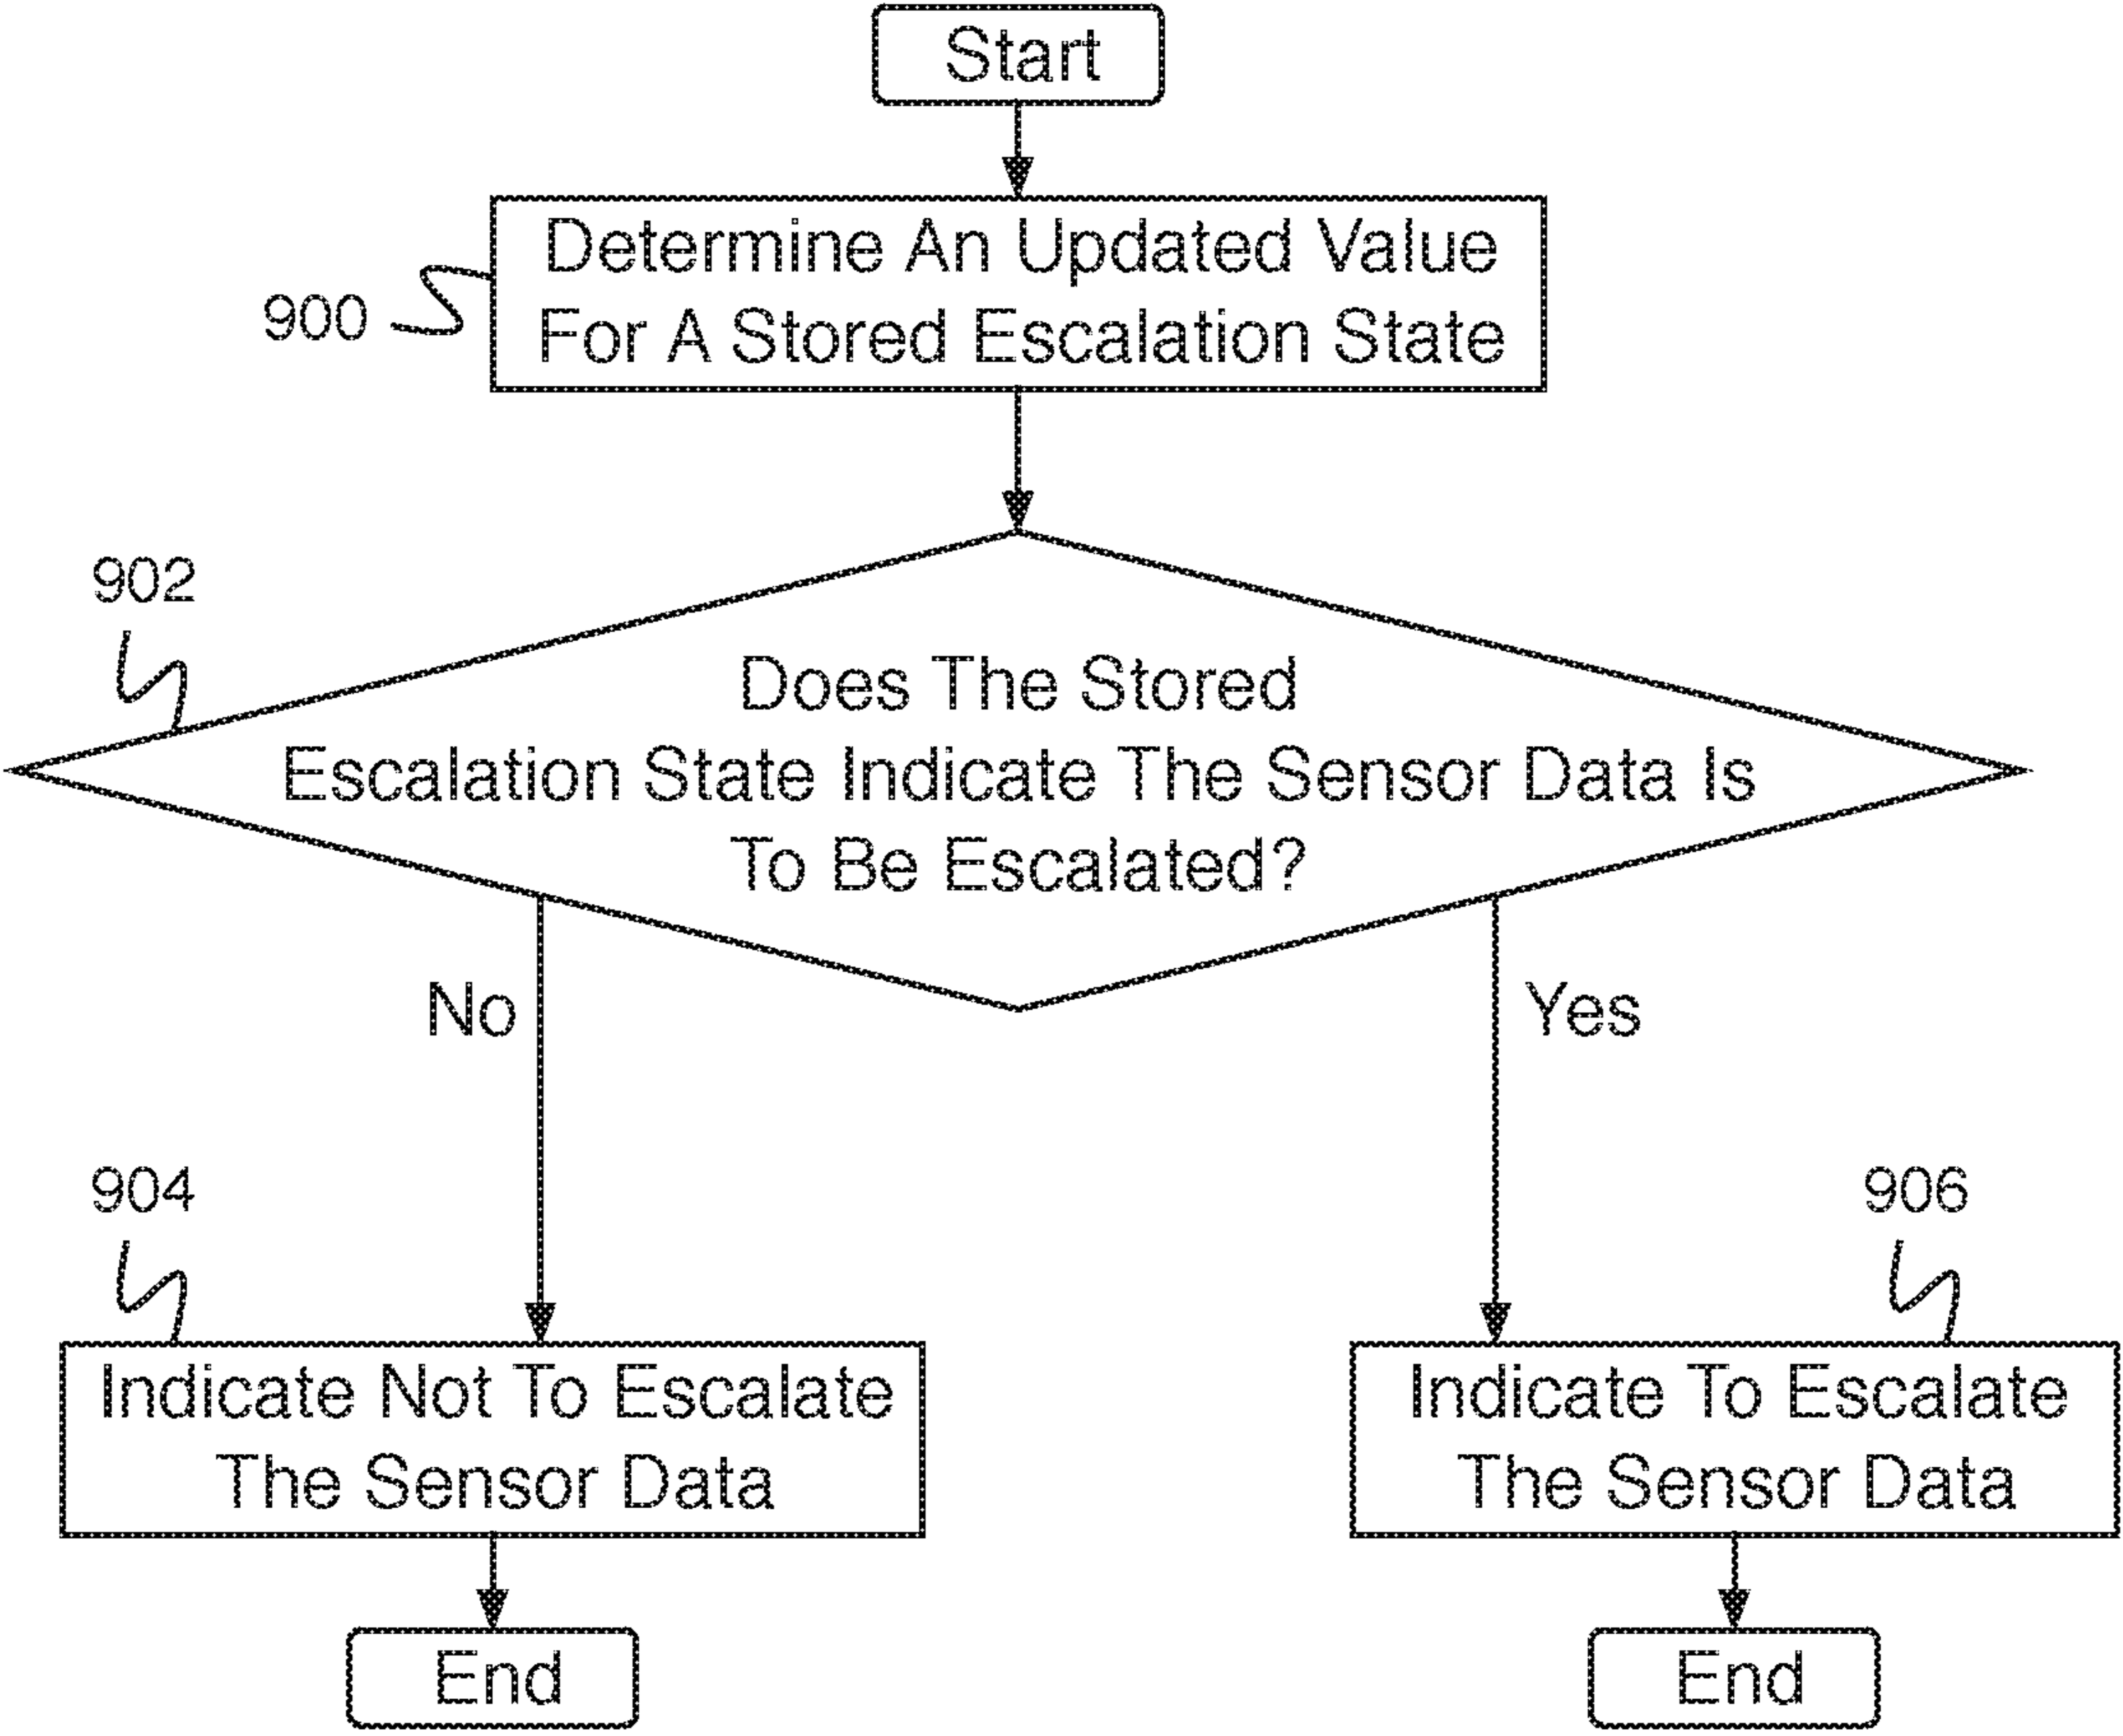 Start
900
Determine An Updated Value
For A Stored Escalation State
902
Does The Stored
Escalation State Indicate The Sensor Data Is
To Be Escalated?
No
Yes
904
Indicate Not To Escalate
The Sensor Data
End
906
Indicate To Escalate
The Sensor Data
End